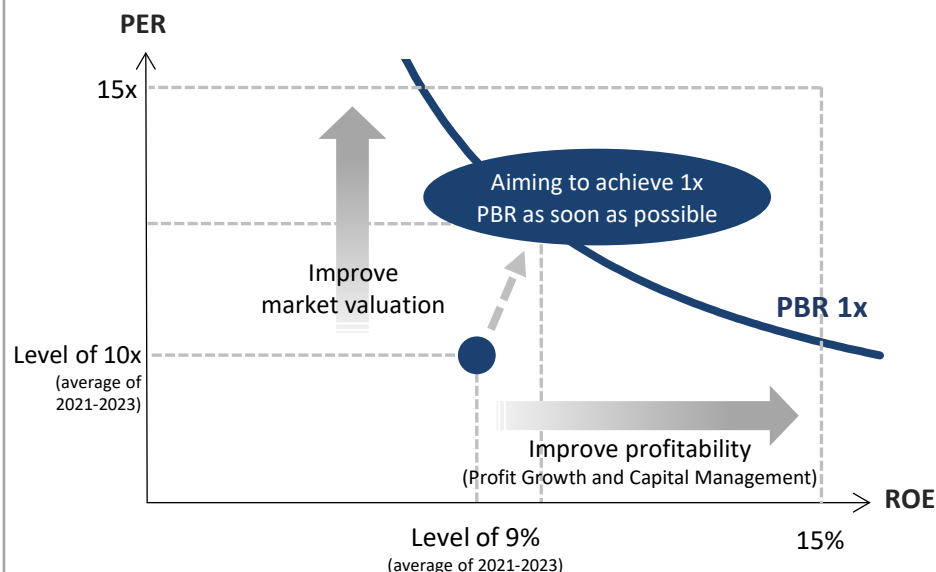 PER
15x
Aiming to achieve 1x
PBR as soon as possible
Improve
market valuation
PBR 1x
Level of 10x
(average of
2021-2023)
Improve profitability
(Profit Growth and Capital Management)
ROE
Level of 9%
15%
(average of 2021-2023)